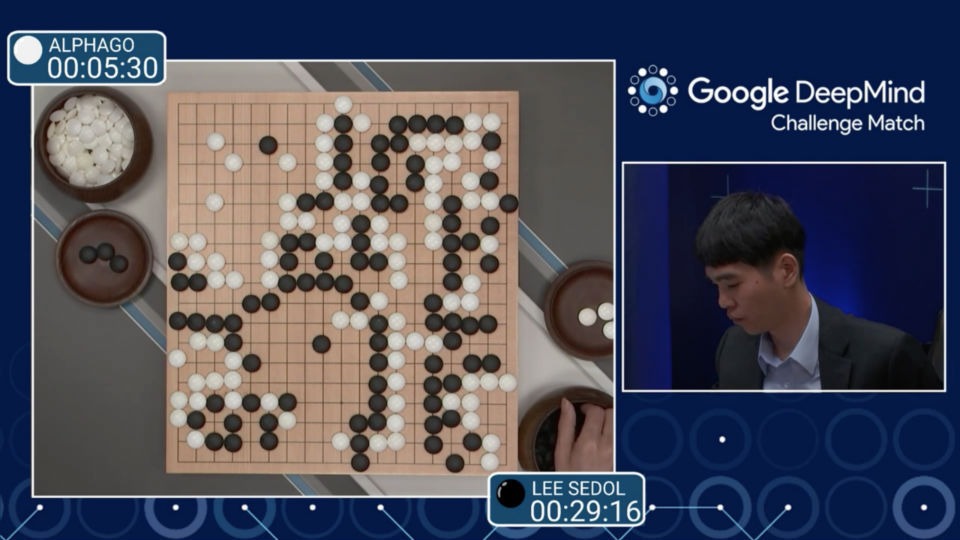 ALPHAGO
00:05:30
Google DeepMind
Challenge Match
LEE SEDOL
00:29:16